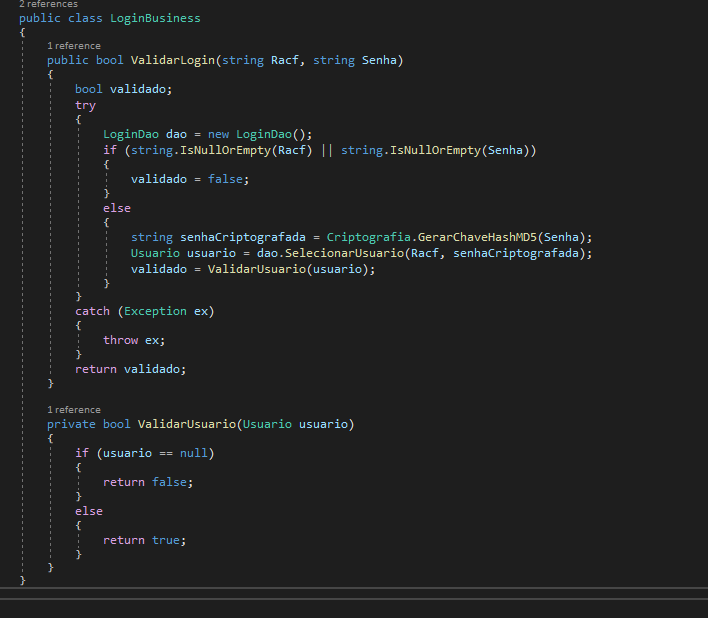 2 references
public class LoginBusiness
{
1 reference
public bool ValidarLogin(string Racf, string Senha)
{
bool validado;
try
{
LoginDao dao = new LoginDao();
if (string.IsNullOrEmpty(Racf) || string.IsNullOrEmpty(Senha))
{
validado = false;
}
else
{
string senhaCriptografada = Criptografia.GerarChaveHashMD5(Senha);
Usuario usuario = dao.SelecionarUsuario(Racf, senhaCriptografada);
validado = ValidarUsuario(usuario);
}
}
catch (Exception ex)
{
throw ex;
}
return validado;
}
1 reference
private bool ValidarUsuario(Usuario usuario)
{
if (usuario == null)
{
return false;
}
else
{
return true;
}
}
}